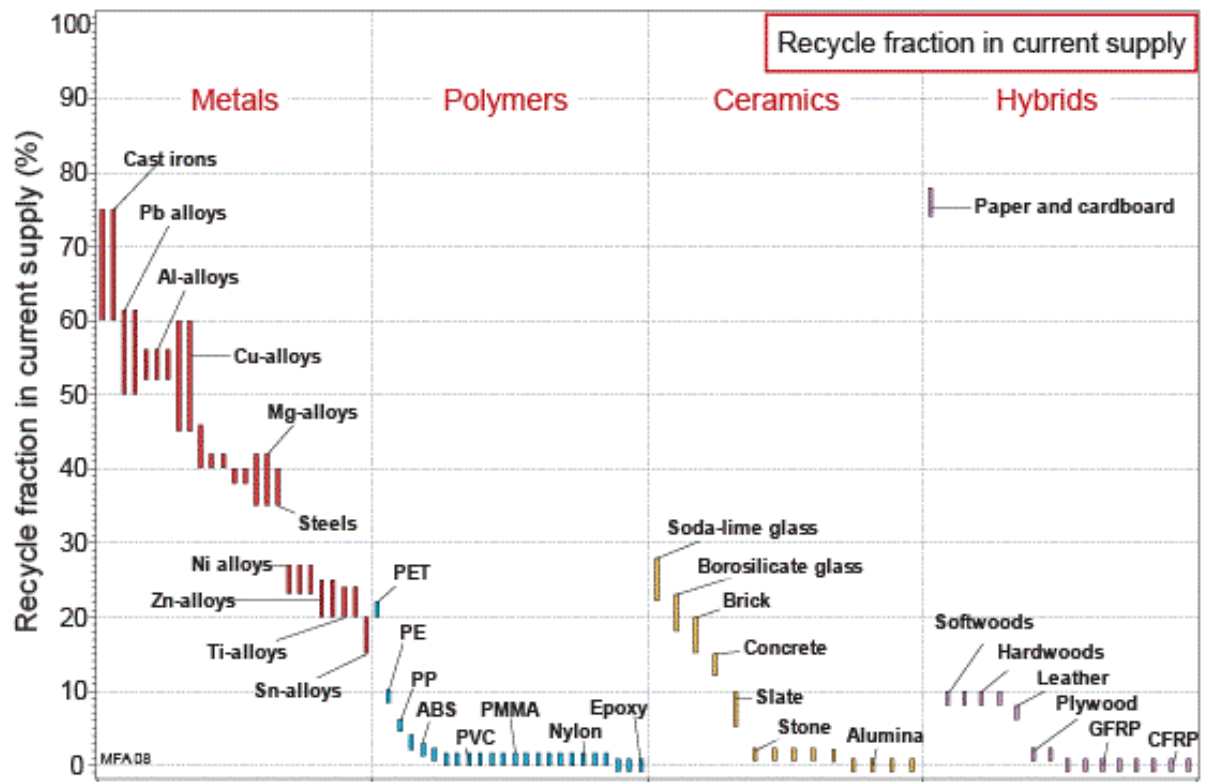 Recycle fraction in current supply
Metals
Polymers
Ceramics
Hybrids
Recycle fraction in current supply (%)
100
90
80
70
60
50
40
30
20
10
0
Cast irons
Pb alloys
Al-alloys
Cu-alloys
Mg-alloys
Steels
Ni alloys
Zn-alloys
Ti-alloys
Sn-alloys
PET
PE
PP
ABS
PVC
PMMA
Nylon
Epoxy
Soda-lime glass
Borosilicate glass
Brick
Concrete
Slate
Stone
Alumina
Paper and cardboard
Softwoods
Hardwoods
Leather
Plywood
GFRP
CFRP
MFA 08